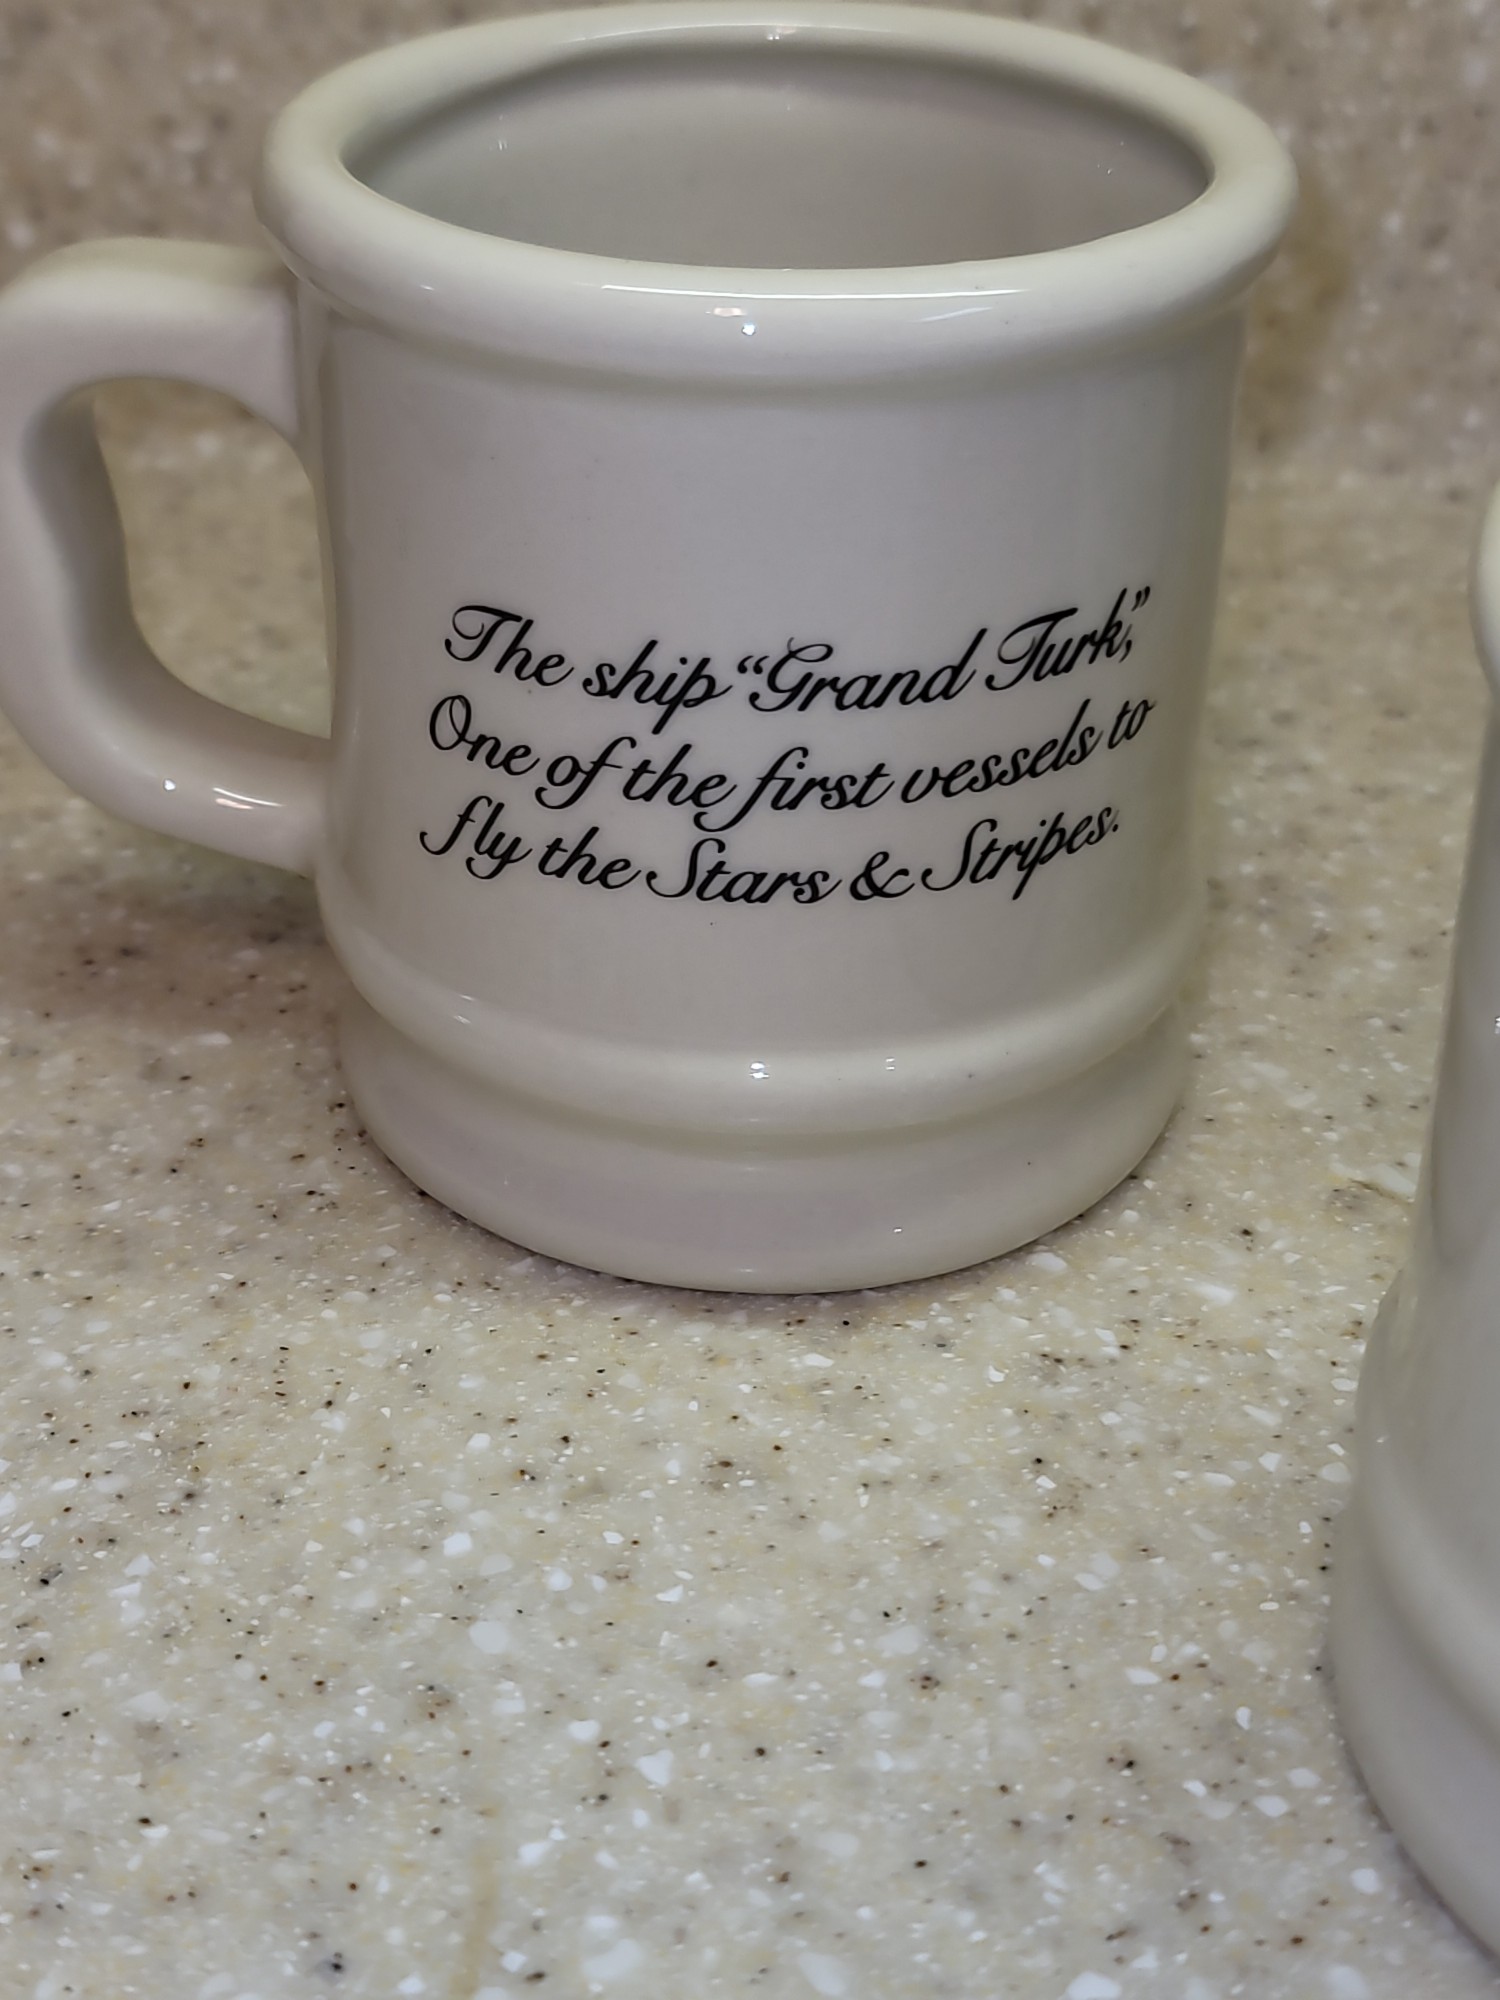 The ship “Grand Turk,”
One of the first vessels to
fly the Stars & Stripes.